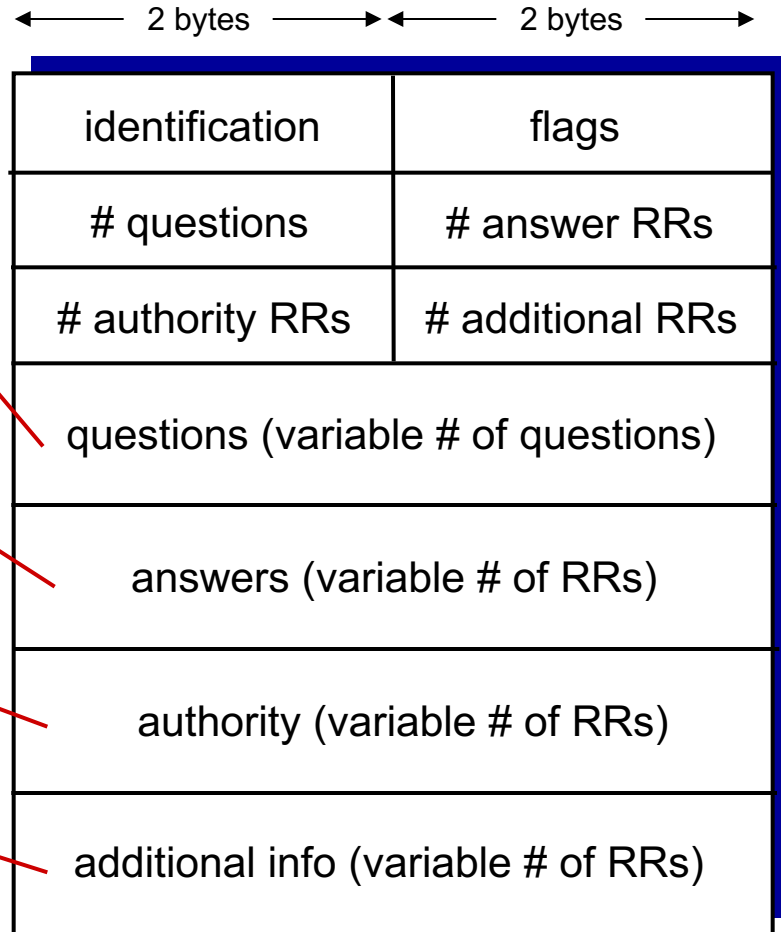 2 bytes 2 bytes
identification flags
# questions # answer RRs
# authority RRs # additional RRs
questions (variable # of questions)
answers (variable # of RRs)
authority (variable # of RRs)
additional info (variable # of RRs)